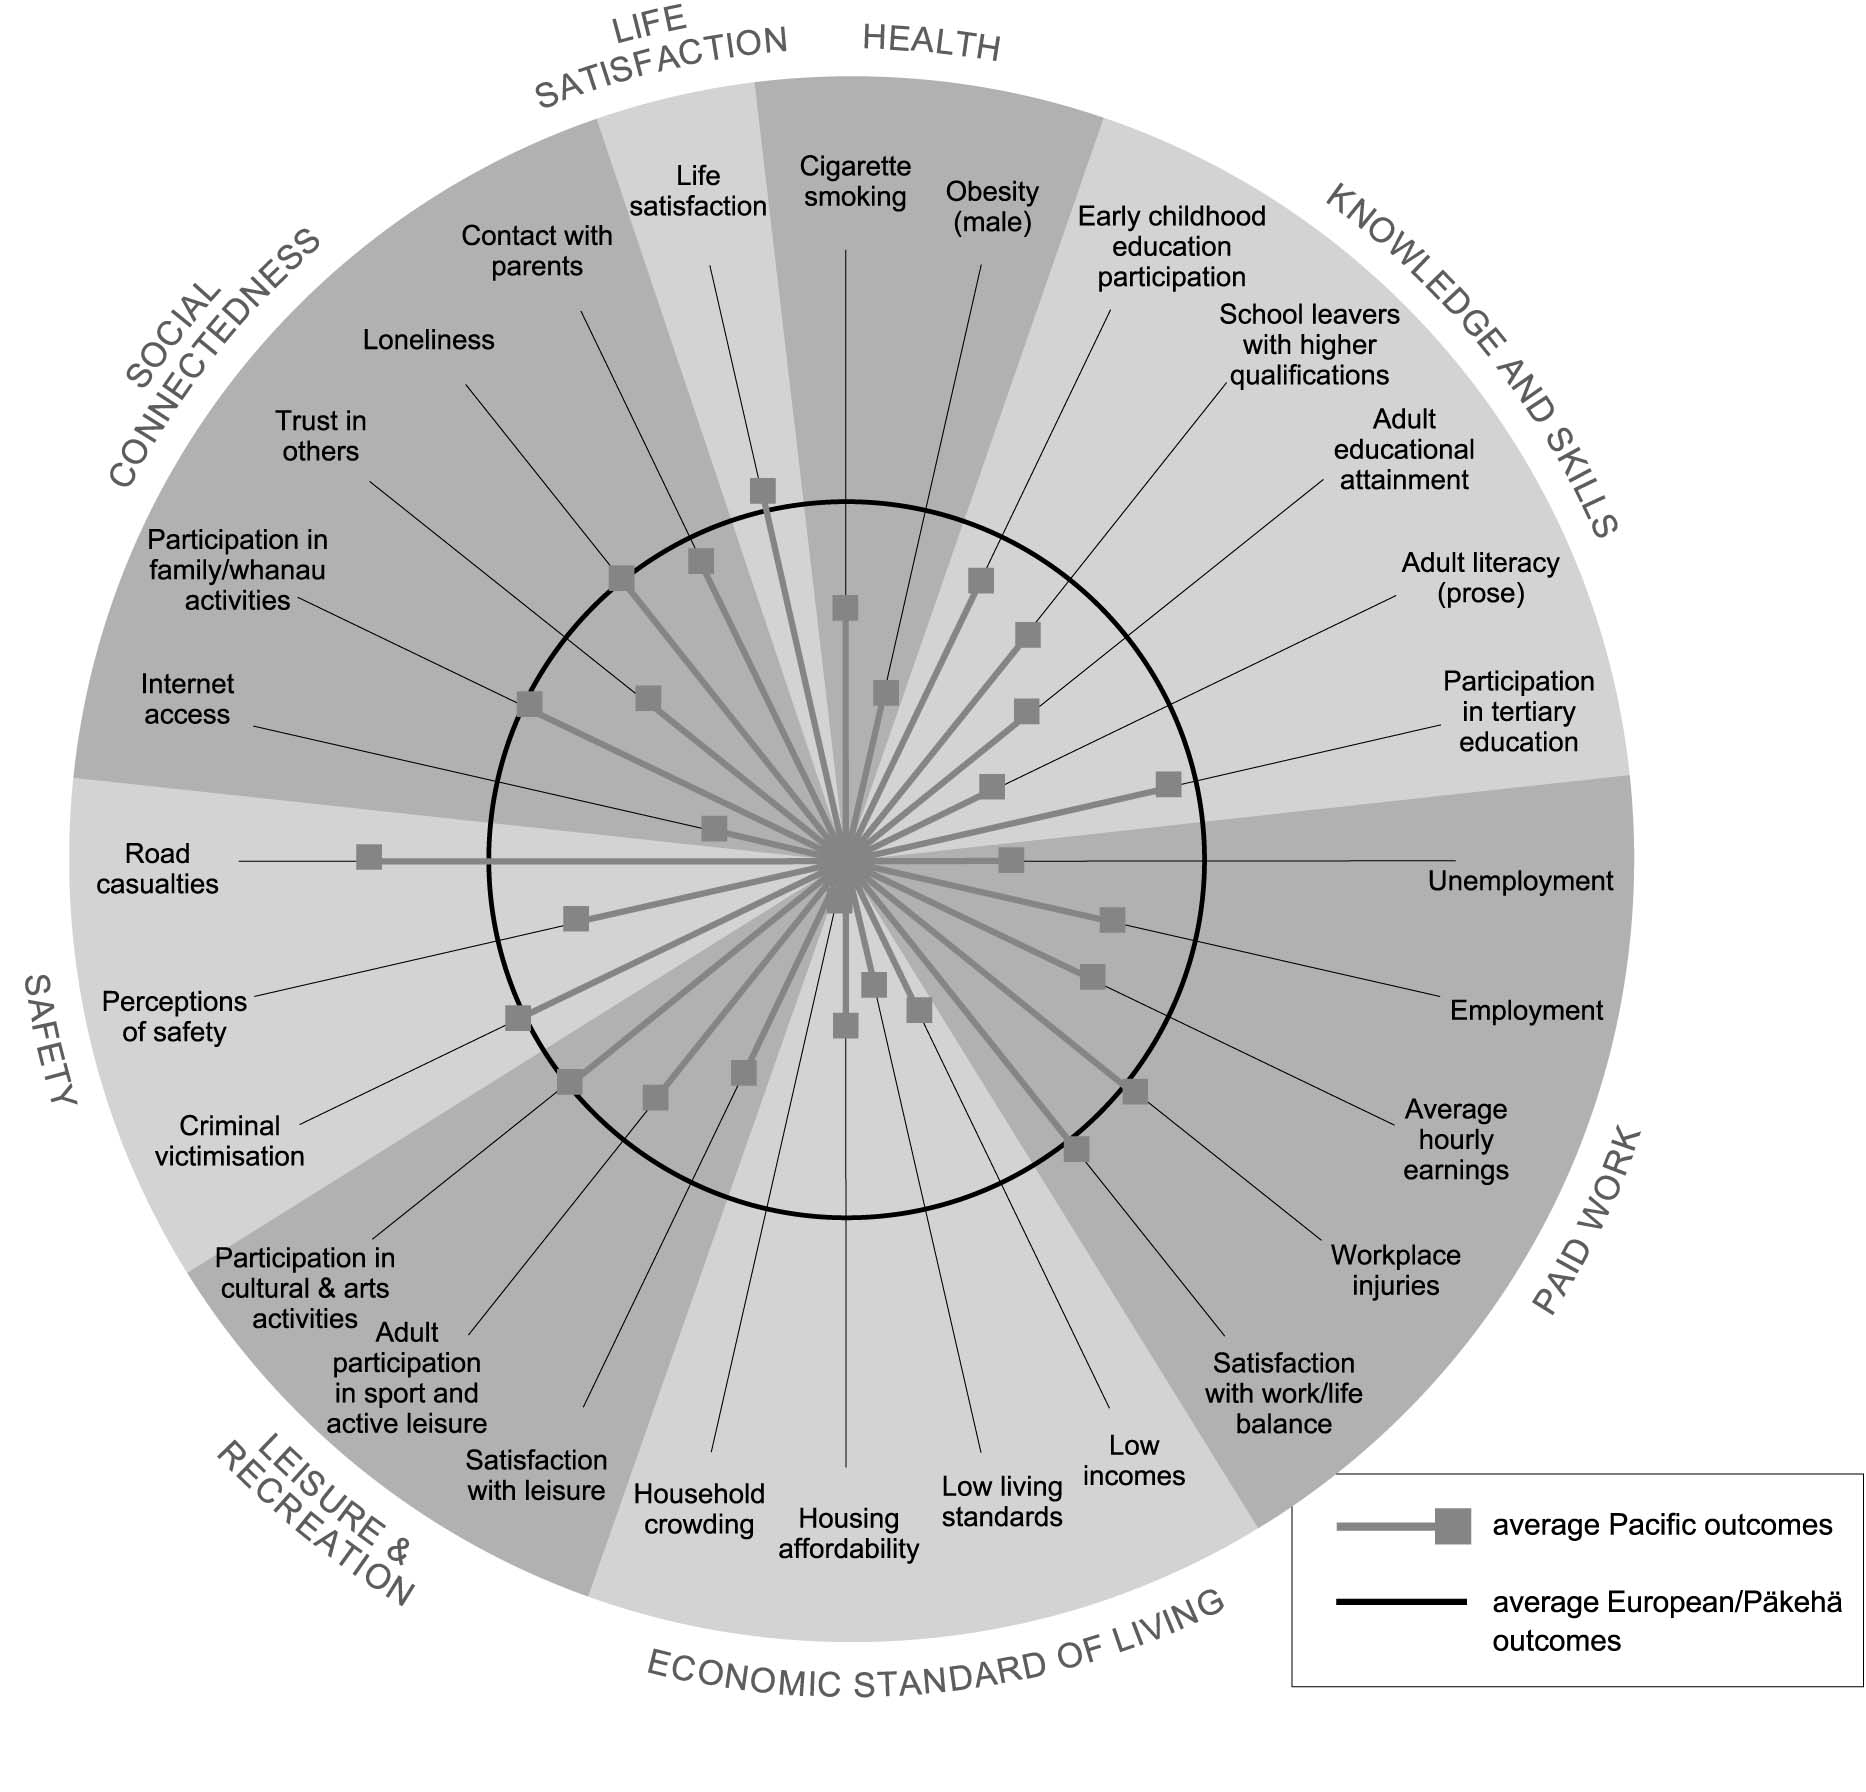 LIFE
SATISFACTION
HEALTH
KNOWLEDGE AND SKILLS
PAID WORK
ECONOMIC STANDARD OF LIVING
LEISURE &
RECREATION
SAFETY
SOCIAL
CONNECTEDNESS
Life
satisfaction
Cigarette
smoking
Obesity
(male)
Early childhood
education
participation
School leavers
with higher
qualifications
Adult
educational
attainment
Adult literacy
(prose)
Participation
in tertiary
education
Unemployment
Employment
Average
hourly
earnings
Workplace
injuries
Satisfaction
with work/life
balance
Low
incomes
Low living
standards
Housing
affordability
Household
crowding
Satisfaction
with leisure
Adult
participation
in sport and
active leisure
Participation in
cultural & arts
activities
Criminal
victimisation
Perceptions
of safety
Road
casualties
Internet
access
Participation in
family/whanau
activities
Trust in
others
Loneliness
Contact with
parents
average Pacific outcomes
average European/Päkehä
outcomes